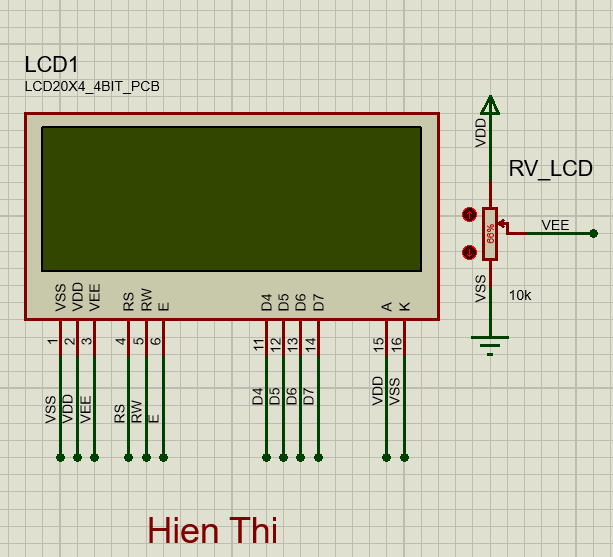 LCD1
LCD20X4_4BIT_PCB
VDD
RV_LCD
66%
VEE
VSS
10k
VSS VDD VEE RS RW E D4 D5 D6 D7 A K
1 2 3 4 5 6 11 12 13 14 15 16
VSS VDD VEE RS RW E D4 D5 D6 D7 VDD VSS
Hien Thi